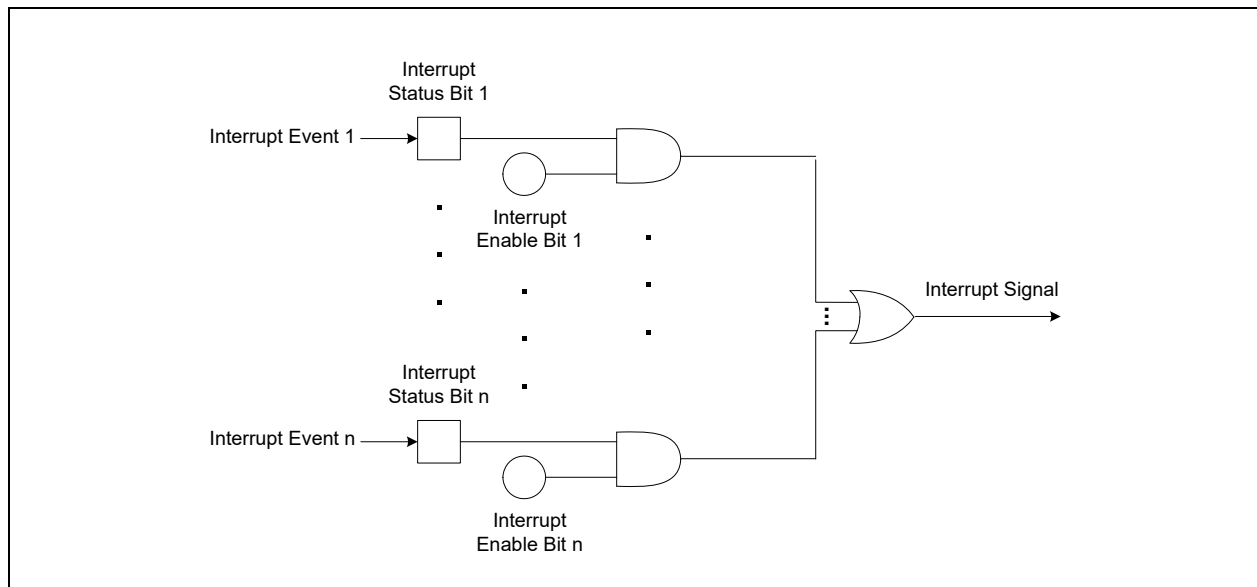 Interrupt
Status Bit 1
Interrupt Event 1
Interrupt
Enable Bit 1
Interrupt Signal
Interrupt
Status Bit n
Interrupt Event n
Interrupt
Enable Bit n